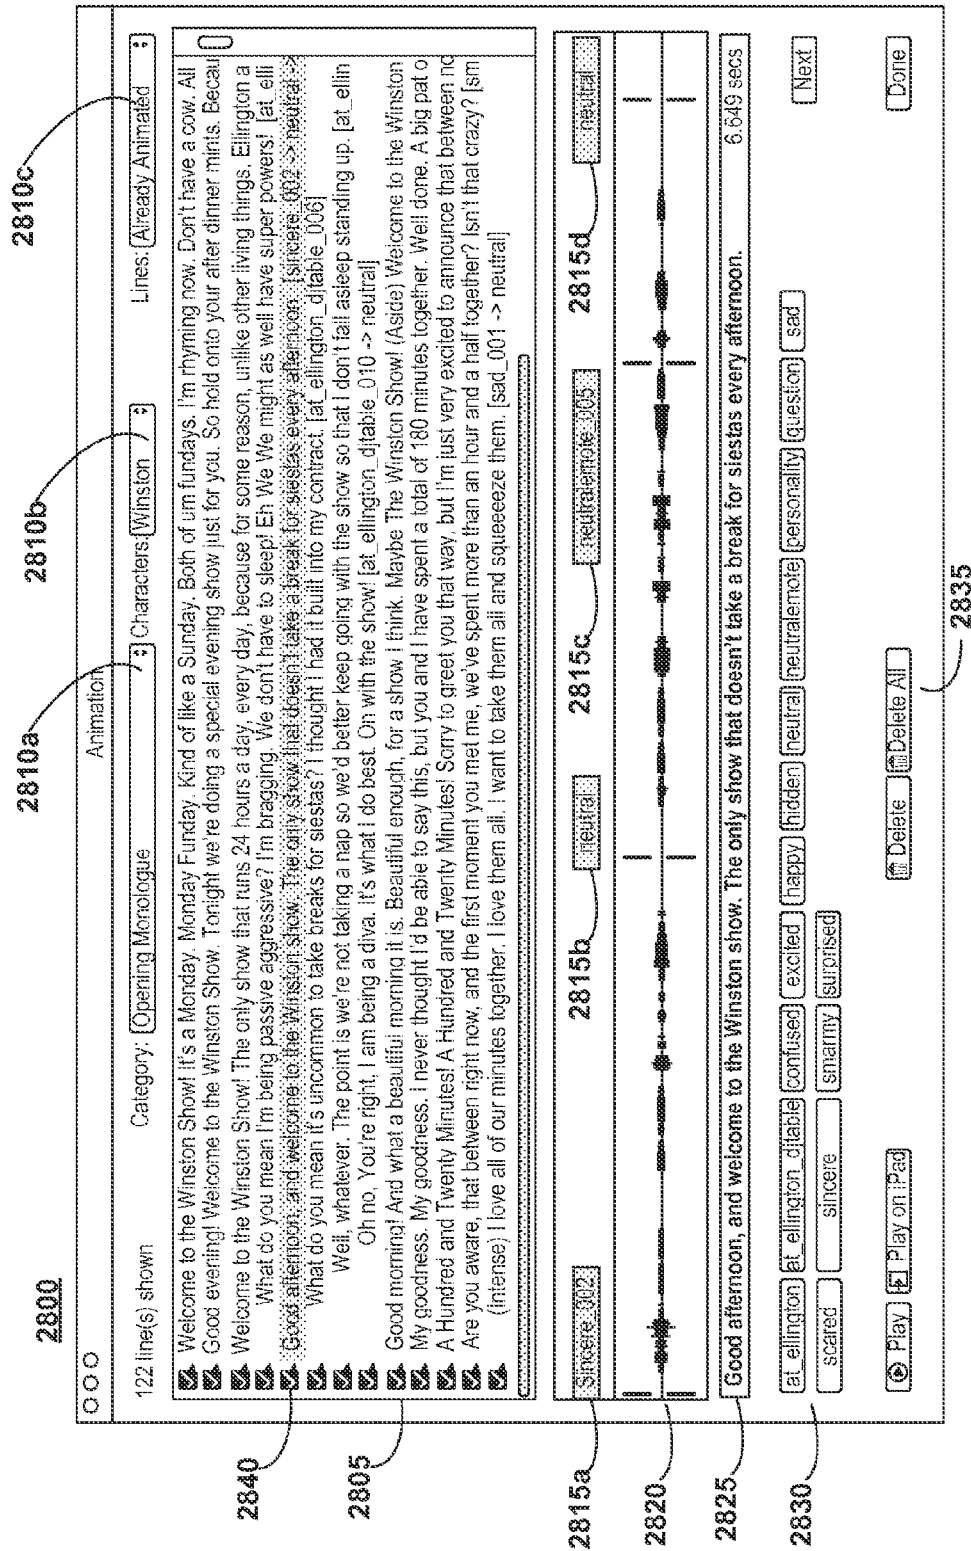 2800
2810a
2810b
2810c
Animation
122 line(s) shown
Category: Opening Monologue
Characters: Winston
Lines: Already Animated
Welcome to the Winston Show! It's a Monday. Monday Funday. Kind of like a Sunday. Both of um fundays. I'm rhyming now. Don't have a cow. All
Good evening! Welcome to the Winston Show. Tonight we're doing a special evening show just for you. So hold onto your after dinner mints. Becau
Welcome to the Winston Show! The only show that runs 24 hours a day, every day, because for some reason, unlike other living things, Ellington a
What do you mean I'm being passive aggressive? I'm bragging. We don't have to sleep! Eh We We might as well have super powers! [at_elli
Good afternoon, and welcome to the Winston show. The only show that doesn't take a break for siestas every afternoon. [sincere_002 -> neutral ->
What do you mean it's uncommon to take breaks for siestas? I thought I had it built into my contract. [at_ellington_djtable_006]
Well, whatever. The point is we're not taking a nap so we'd better keep going with the show so that I don't fall asleep standing up. [at_ellin
Oh no, You're right, I am being a diva. It's what I do best. On with the show! [at_ellington_djtable_010 -> neutral]
Good morning! And what a beautiful morning it is. Beautiful enough, for a show I think. Maybe The Winston Show! (Aside) Welcome to the Winston
My goodness. My goodness. I never thought I'd be able to say this, but you and I have spent a total of 180 minutes together. Well done. A big pat o
A Hundred and Twenty Minutes! A Hundred and Twenty Minutes! Sorry to greet you that way, but I'm just very excited to announce that between no
Are you aware, that between right now, and the first moment you met me, we've spent more than an hour and a half together? Isn't that crazy? [sm
(Intense) I love all of our minutes together. I love them all. I want to take them all and squeeeeze them. [sad_001 -> neutral]
2840
2805
2815a
2815b
2815c
2815d
Sincere_002
neutral
neutralemote_005
neutral
2820
2825
Good afternoon, and welcome to the Winston show. The only show that doesn't take a break for siestas every afternoon.
6.649 secs
2830
at_ellington
at_ellington_djtable
confused
excited
happy
hidden
neutral
neutralemote
personality
question
sad
Next
scared
sincere
smarmy
surprised
Play
Play on iPad
Delete
Delete All
Done
2835